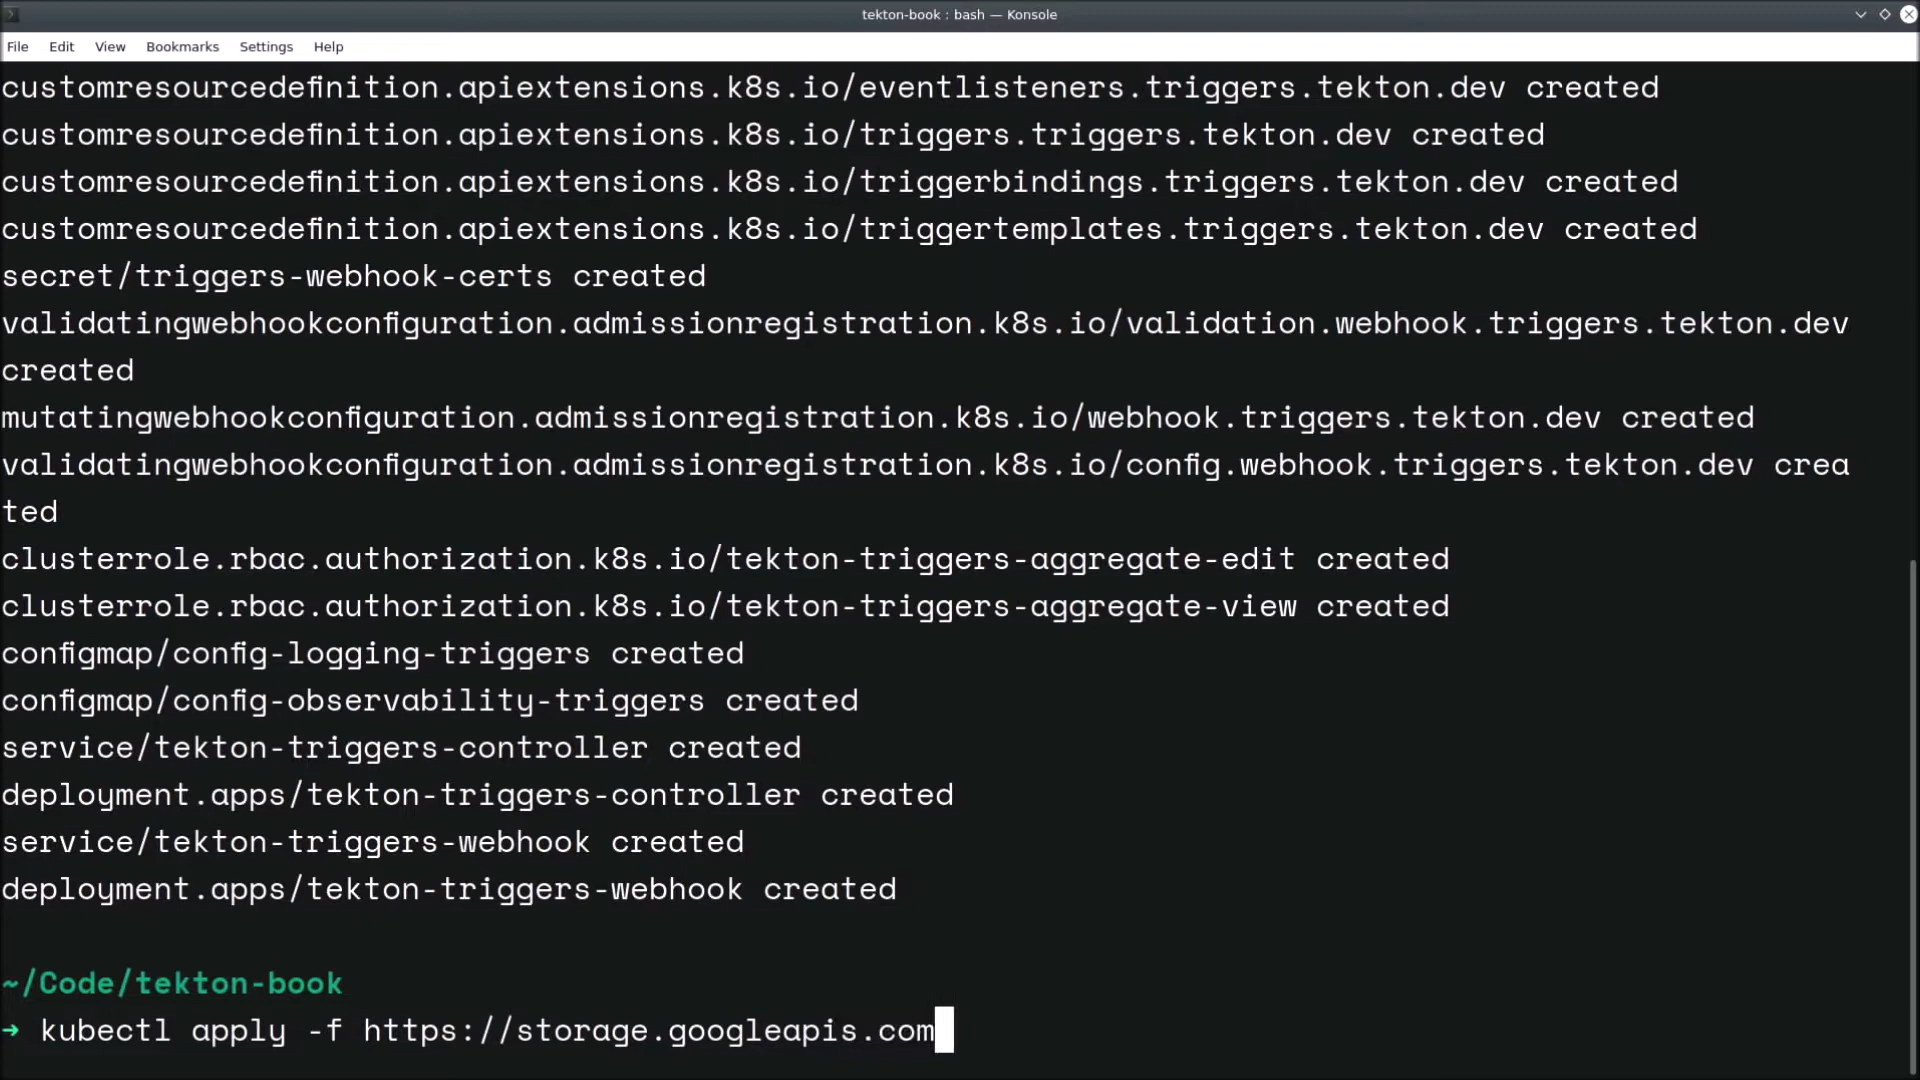 tekton-book : bash — Konsole
File Edit View Bookmarks Settings Help
customresourcedefinition.apiextensions.k8s.io/eventlisteners.triggers.tekton.dev created
customresourcedefinition.apiextensions.k8s.io/triggers.triggers.tekton.dev created
customresourcedefinition.apiextensions.k8s.io/triggerbindings.triggers.tekton.dev created
customresourcedefinition.apiextensions.k8s.io/triggertemplates.triggers.tekton.dev created
secret/triggers-webhook-certs created
validatingwebhookconfiguration.admissionregistration.k8s.io/validation.webhook.triggers.tekton.dev
created
mutatingwebhookconfiguration.admissionregistration.k8s.io/webhook.triggers.tekton.dev created
validatingwebhookconfiguration.admissionregistration.k8s.io/config.webhook.triggers.tekton.dev crea
ted
clusterrole.rbac.authorization.k8s.io/tekton-triggers-aggregate-edit created
clusterrole.rbac.authorization.k8s.io/tekton-triggers-aggregate-view created
configmap/config-logging-triggers created
configmap/config-observability-triggers created
service/tekton-triggers-controller created
deployment.apps/tekton-triggers-controller created
service/tekton-triggers-webhook created
deployment.apps/tekton-triggers-webhook created
~/Code/tekton-book
➜ kubectl apply -f https://storage.googleapis.com